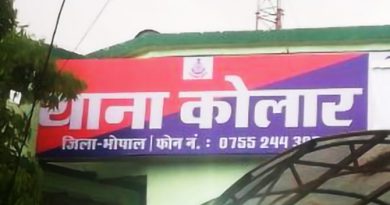 थाना कोलार
जिला-भोपाल | फोन नं. : 0755 244